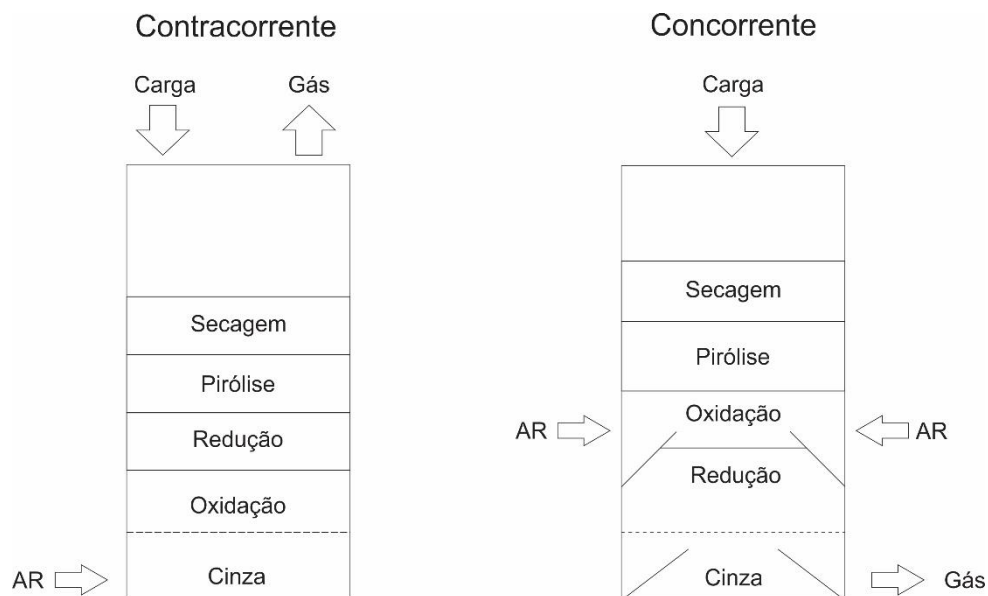 Contracorrente
Carga
Gás
Secagem
Pirólise
Redução
Oxidação
AR
Cinza
Concorrente
Carga
Secagem
Pirólise
AR
Oxidação
AR
Redução
Cinza
Gás